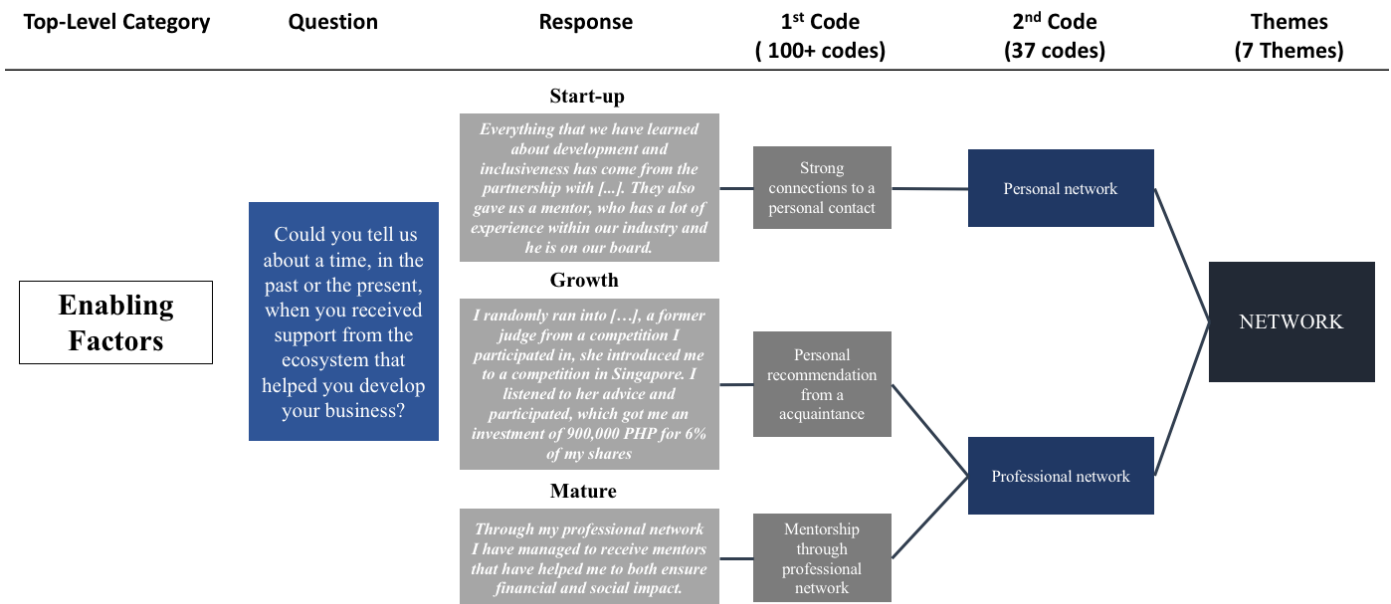 Top-Level Category
Question
Response
1st Code
( 100+ codes)
2nd Code
(37 codes)
Themes
(7 Themes)
Enabling
Factors
Could you tell us
about a time, in the
past or the present,
when you received
support from the
ecosystem that
helped you develop
your business?
Start-up
Everything that we have learned
about development and
inclusiveness has come from the
partnership with [...]. They also
gave us a mentor, who has a lot of
experience within our industry and
he is on our board.
Growth
I randomly ran into […], a former
judge from a competition I
participated in, she introduced me
to a competition in Singapore. I
listened to her advice and
participated, which got me an
investment of 900,000 PHP for 6%
of my shares
Mature
Through my professional network
I have managed to receive mentors
that have helped me to both ensure
financial and social impact.
Strong
connections to a
personal contact
Personal
recommendation
from a
acquaintance
Mentorship
through
professional
network
Personal network
Professional network
NETWORK